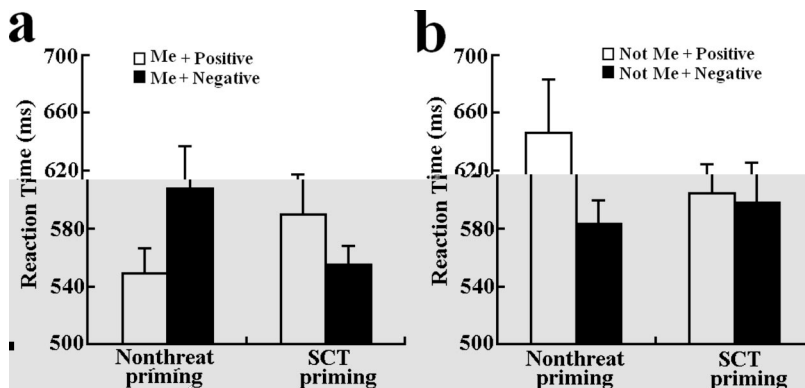 a
700
660
620
580
540
500
Reaction Time (ms)
Me + Positive
Me + Negative
Nonthreat priming
SCT priming
b
700
660
620
580
540
500
Reaction Time (ms)
Not Me + Positive
Not Me + Negative
Nonthreat priming
SCT priming